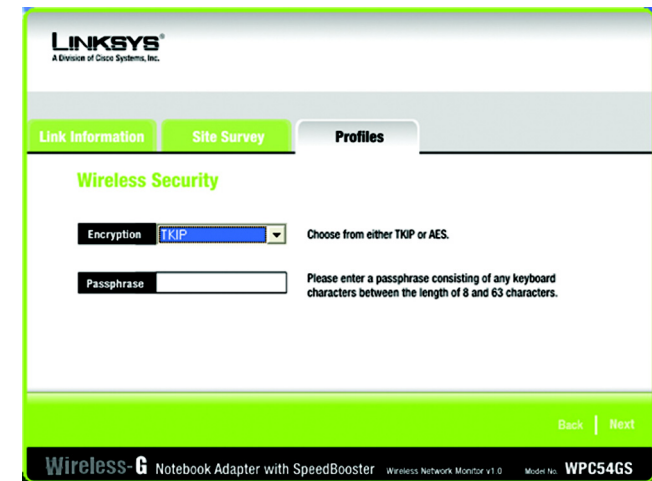 LINKSYS®
A Division of Cisco Systems, Inc.
Link Information
Site Survey
Profiles
Wireless Security
Encryption
TKIP
Choose from either TKIP or AES.
Passphrase
Please enter a passphrase consisting of any keyboard
characters between the length of 8 and 63 characters.
Back | Next
Wireless-G Notebook Adapter with SpeedBooster Wireless Network Monitor v1.0 Model No. WPC54GS